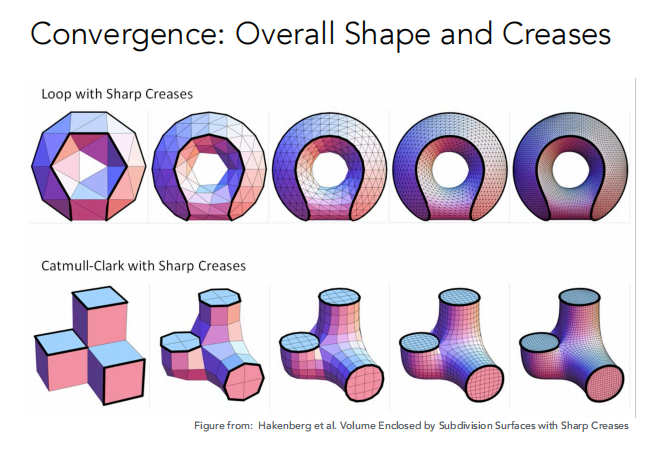 Convergence: Overall Shape and Creases
Loop with Sharp Creases
Catmull-Clark with Sharp Creases
Figure from:  Hakenberg et al. Volume Enclosed by Subdivision Surfaces with Sharp Creases